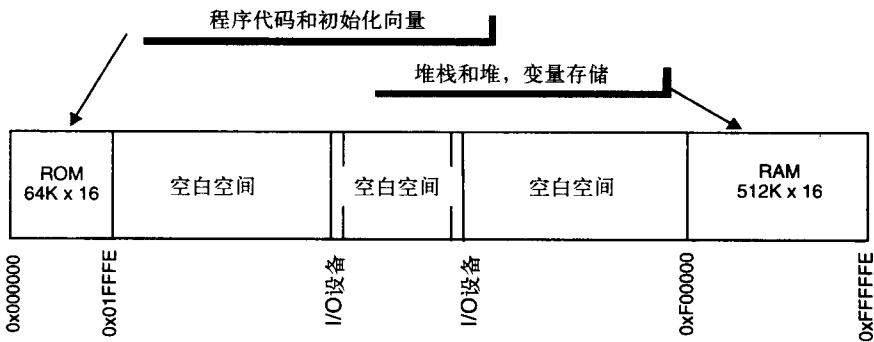 程序代码和初始化向量
堆栈和堆，变量存储
ROM
64K x 16
空白空间
空白空间
空白空间
RAM
512K x 16
0x000000
0x01FFFE
I/O设备
I/O设备
0xF00000
0xFFFFFE